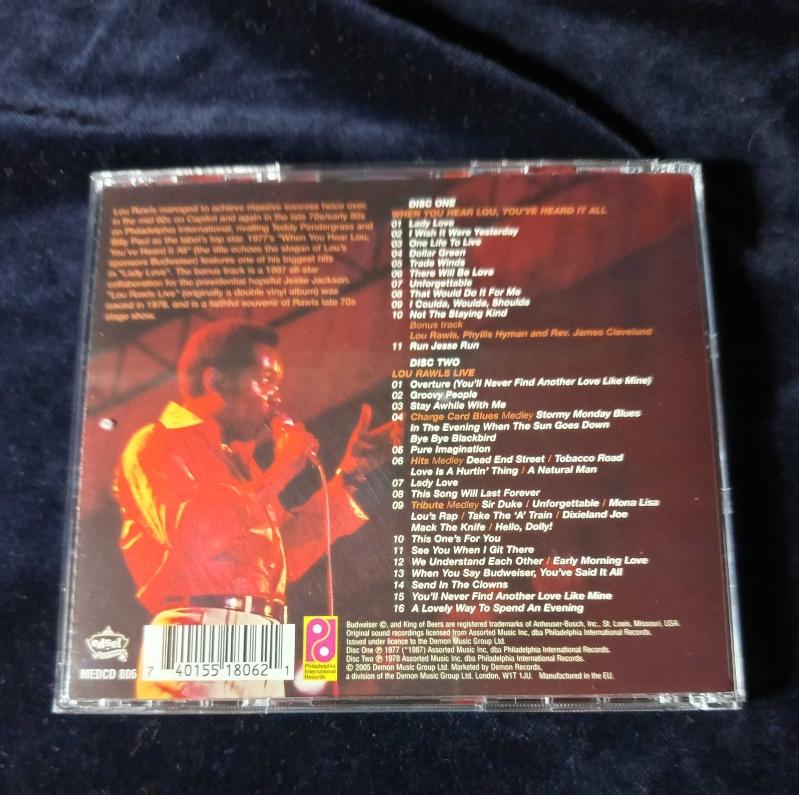 Lou Rawls managed to achieve massive success twice over,
in the mid 60s on Capitol and again in the late 70s/early 80s
on Philadelphia International, rivaling Teddy Pendergrass and
Billy Paul as the label's top star. 1977's "When You Hear Lou,
You've Heard It All" (the title echoes the slogan of Lou's
sponsors Budweiser) features one of his biggest hits
in "Lady Love". The bonus track is a 1987 all-star
collaboration for the presidential hopeful Jesse Jackson.
"Lou Rawls Live" (originally a double vinyl album) was
issued in 1978, and is a faithful souvenir of Rawls late 70s
stage show.
DISC ONE
WHEN YOU HEAR LOU, YOU'VE HEARD IT ALL
01 Lady Love
02 I Wish It Were Yesterday
03 One Life To Live
04 Dollar Green
05 Trade Winds
06 There Will Be Love
07 Unforgettable
08 That Would Do It For Me
09 I Coulda, Woulda, Shoulda
10 Not The Staying Kind
Bonus track
Lou Rawls, Phyllis Hyman and Rev. James Cleveland
11 Run Jesse Run
DISC TWO
LOU RAWLS LIVE
01 Overture (You'll Never Find Another Love Like Mine)
02 Groovy People
03 Stay Awhile With Me
04 Charge Card Blues Medley Stormy Monday Blues
In The Evening When The Sun Goes Down
Bye Bye Blackbird
05 Pure Imagination
06 Hits Medley Dead End Street / Tobacco Road
Love Is A Hurtin' Thing / A Natural Man
07 Lady Love
08 This Song Will Last Forever
09 Tribute Medley Sir Duke / Unforgettable / Mona Lisa
Lou's Rap / Take The 'A' Train / Dixieland Joe
Mack The Knife / Hello, Dolly!
10 This One's For You
11 See You When I Git There
12 We Understand Each Other / Early Morning Love
13 When You Say Budweiser, You've Said It All
14 Send In The Clowns
15 You'll Never Find Another Love Like Mine
16 A Lovely Way To Spend An Evening
MEDCD 806
7 40155 18062 1
Philadelphia
International
Records
Budweiser ©, and King of Beers are registered trademarks of Anheuser-Busch, Inc., St. Louis, Missouri, USA.
Original sound recordings licensed from Assorted Music Inc, dba Philadelphia International Records.
Issued under licence to the Demon Music Group Ltd.
Disc One ℗ 1977 (*1987) Assorted Music Inc, dba Philadelphia International Records.
Disc Two ℗ 1978 Assorted Music Inc, dba Philadelphia International Records.
© 2005 Demon Music Group Ltd. Marketed by Demon Records,
a division of the Demon Music Group Ltd, London, W1T 1JU. Manufactured in the EU.